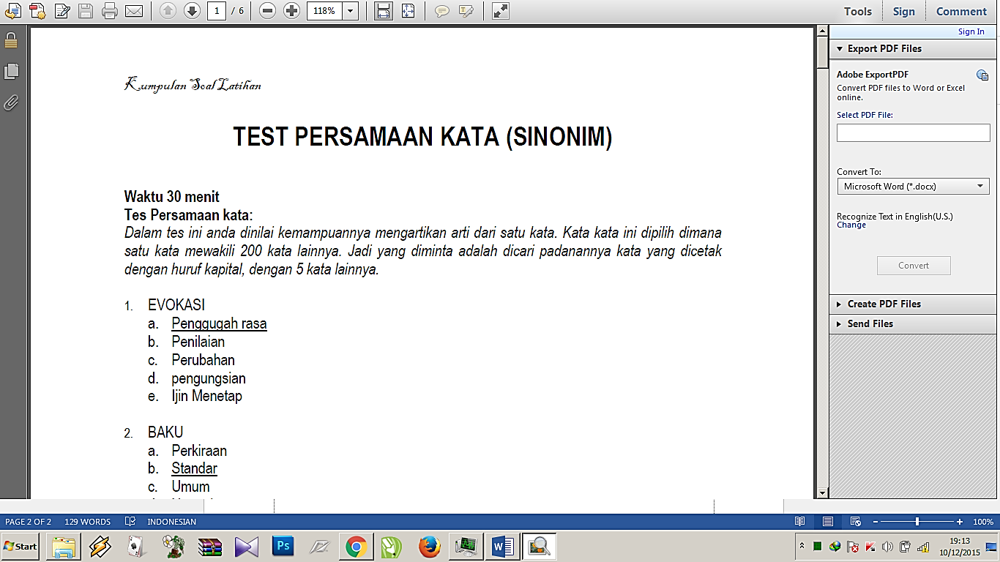 1 / 6
118%
Tools
Sign
Comment
Sign In
Export PDF Files
Adobe ExportPDF
Convert PDF files to Word or Excel
online.
Select PDF File:
Convert To:
Microsoft Word (*.docx)
Recognize Text in English(U.S.)
Change
Convert
Create PDF Files
Send Files
Kumpulan Soal Latihan
TEST PERSAMAAN KATA (SINONIM)
Waktu 30 menit
Tes Persamaan kata:
Dalam tes ini anda dinilai kemampuannya mengartikan arti dari satu kata. Kata kata ini dipilih dimana
satu kata mewakili 200 kata lainnya. Jadi yang diminta adalah dicari padanannya kata yang dicetak
dengan huruf kapital, dengan 5 kata lainnya.
1. EVOKASI
a. Penggugah rasa
b. Penilaian
c. Perubahan
d. pengungsian
e. Ijin Menetap
2. BAKU
a. Perkiraan
b. Standar
c. Umum
PAGE 2 OF 2
129 WORDS
INDONESIAN
100%
Start
Ps
19:13
10/12/2015